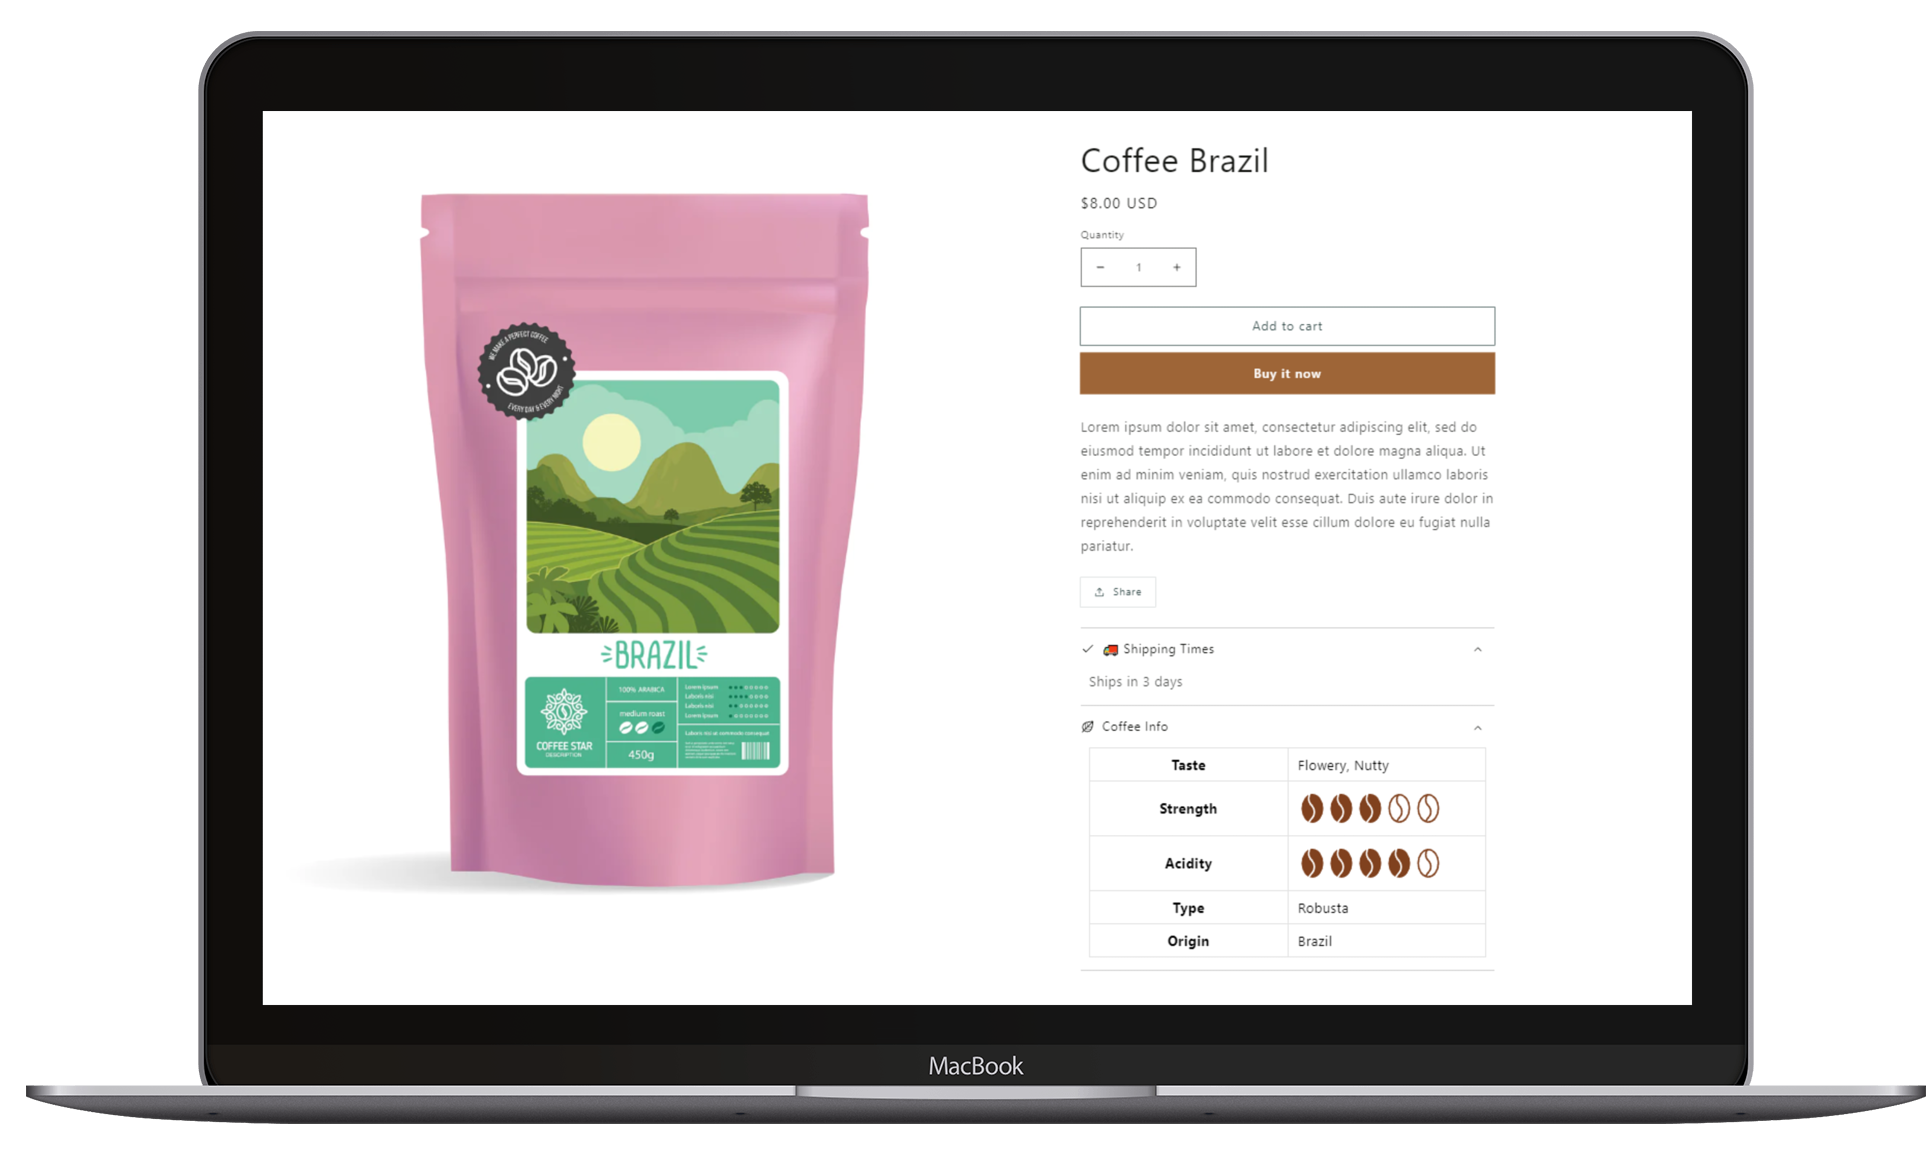 Coffee Brazil
$8.00 USD
Quantity
− 1 +
Add to cart
Buy it now
Lorem ipsum dolor sit amet, consectetur adipiscing elit, sed do
eiusmod tempor incididunt ut labore et dolore magna aliqua. Ut
enim ad minim veniam, quis nostrud exercitation ullamco laboris
nisi ut aliquip ex ea commodo consequat. Duis aute irure dolor in
reprehenderit in voluptate velit esse cillum dolore eu fugiat nulla
pariatur.
Share
Shipping Times
Ships in 3 days
Coffee Info
Taste Flowery, Nutty
Strength
Acidity
Type Robusta
Origin Brazil
WE MAKE A PERFECT COFFEE
EVERY DAY & EVERY NIGHT
BRAZIL
COFFEE STAR
DESCRIPTION
100% ARABICA
medium roast
450g
Lorem ipsum
Laboris nisi
Laboris nisi
Lorem ipsum
Laboris nisi ut commodo consequat
MacBook